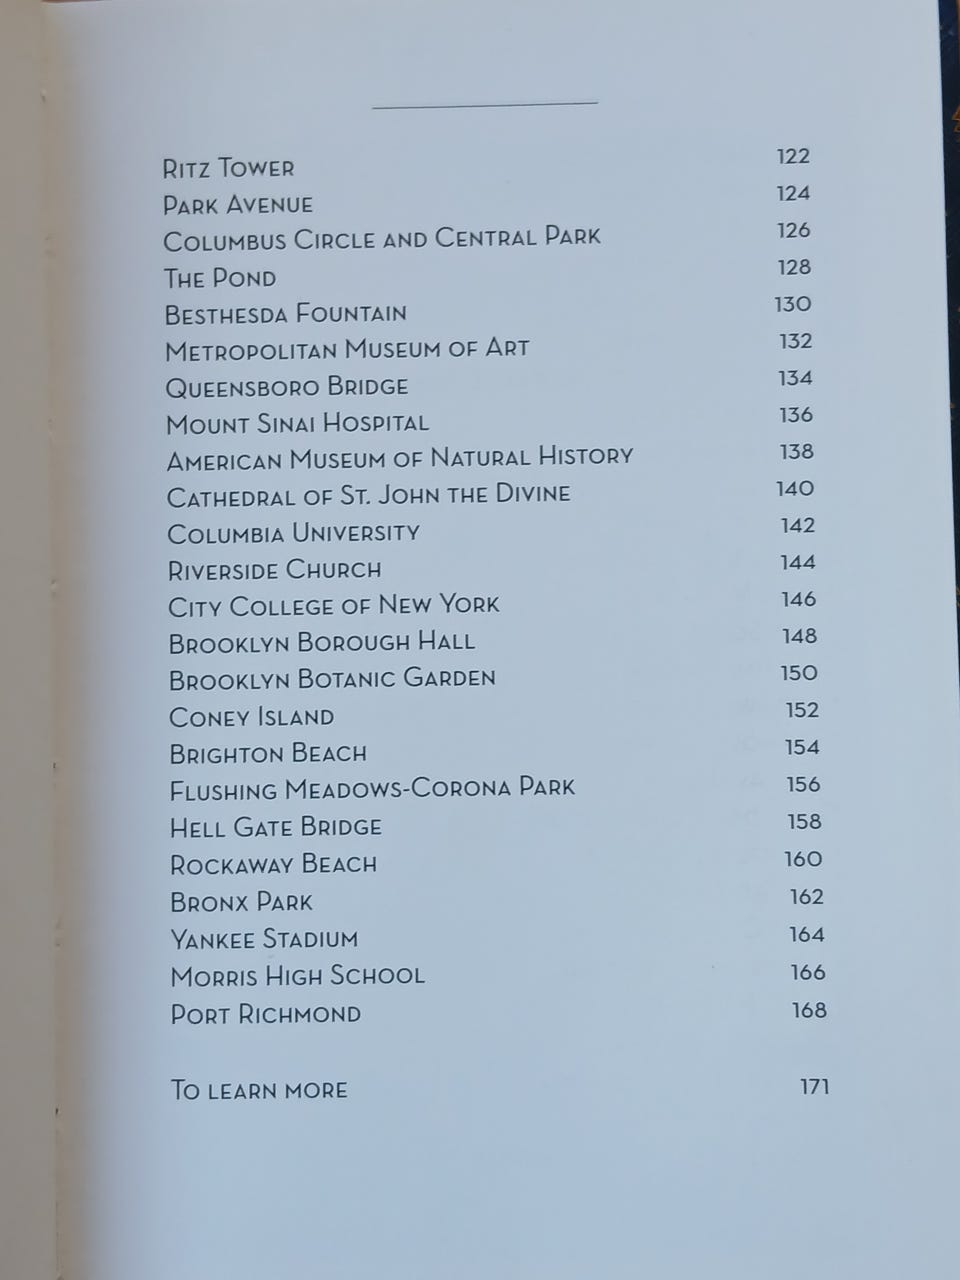 Ritz Tower 122
Park Avenue 124
Columbus Circle and Central Park 126
The Pond 128
Besthesda Fountain 130
Metropolitan Museum of Art 132
Queensboro Bridge 134
Mount Sinai Hospital 136
American Museum of Natural History 138
Cathedral of St. John the Divine 140
Columbia University 142
Riverside Church 144
City College of New York 146
Brooklyn Borough Hall 148
Brooklyn Botanic Garden 150
Coney Island 152
Brighton Beach 154
Flushing Meadows-Corona Park 156
Hell Gate Bridge 158
Rockaway Beach 160
Bronx Park 162
Yankee Stadium 164
Morris High School 166
Port Richmond 168
To learn more 171